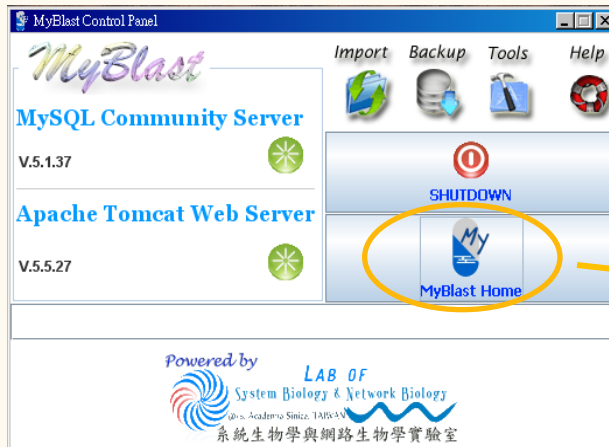 MyBlast Control Panel
MyBlast
Import Backup Tools Help
MySQL Community Server
V.5.1.37
SHUTDOWN
Apache Tomcat Web Server
V.5.5.27
My
MyBlast Home
Powered by
LAB OF
System Biology & Network Biology
@IIS, Academia Sinica, TAIWAN
系統生物學與網路生物學實驗室